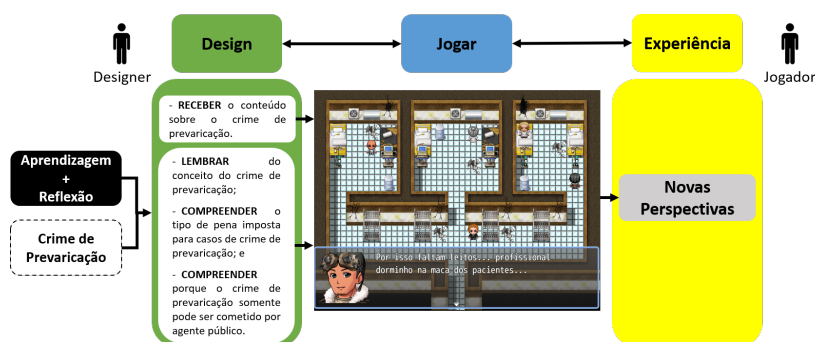 Design
Jogar
Experiência
Designer
Jogador
- RECEBER o conteúdo
sobre o crime de
prevaricação.
Aprendizagem
+
Reflexão
Crime de
Prevaricação
- LEMBRAR do
conceito do crime de
prevaricação;
- COMPREENDER o
tipo de pena imposta
para casos de crime de
prevaricação; e
- COMPREENDER
porque o crime de
prevaricação somente
pode ser cometido por
agente público.
Por isso faltam leitos... profissional
dorminho na maca dos pacientes...
Novas
Perspectivas